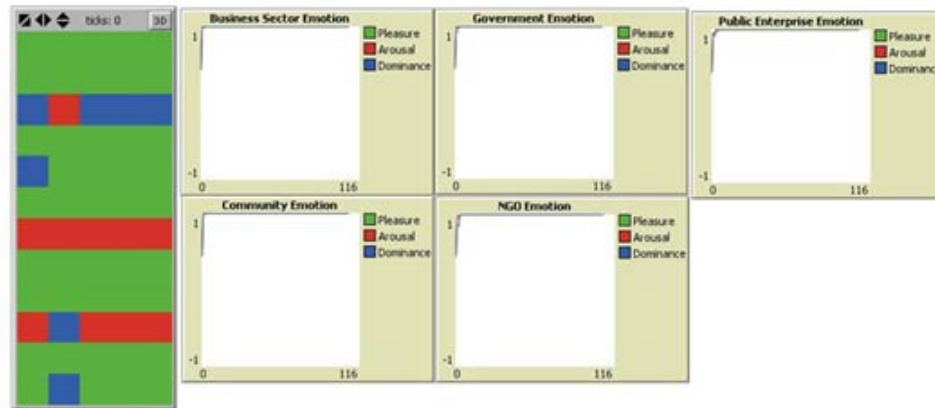 ticks: 0
3D
Business Sector Emotion
1
-1
0
116
Pleasure
Arousal
Dominance
Government Emotion
1
-1
0
116
Pleasure
Arousal
Dominance
Public Enterprise Emotion
1
-1
0
116
Pleasure
Arousal
Dominanc
Community Emotion
1
-1
0
116
Pleasure
Arousal
Dominance
NGO Emotion
1
-1
0
116
Pleasure
Arousal
Dominance